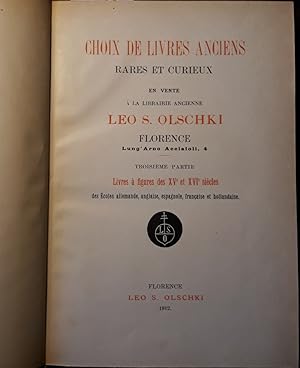 CHOIX DE LIVRES ANCIENS
RARES ET CURIEUX
EN VENTE
À LA LIBRAIRIE ANCIENNE
LEO S. OLSCHKI
FLORENCE
Lung'Arno Acciaioli, 4
TROISIÈME PARTIE
Livres à figures des XVe et XVIe siècles
des Écoles allemande, anglaise, espagnole, française et hollandaise.
L S
O
FLORENCE
LEO S. OLSCHKI